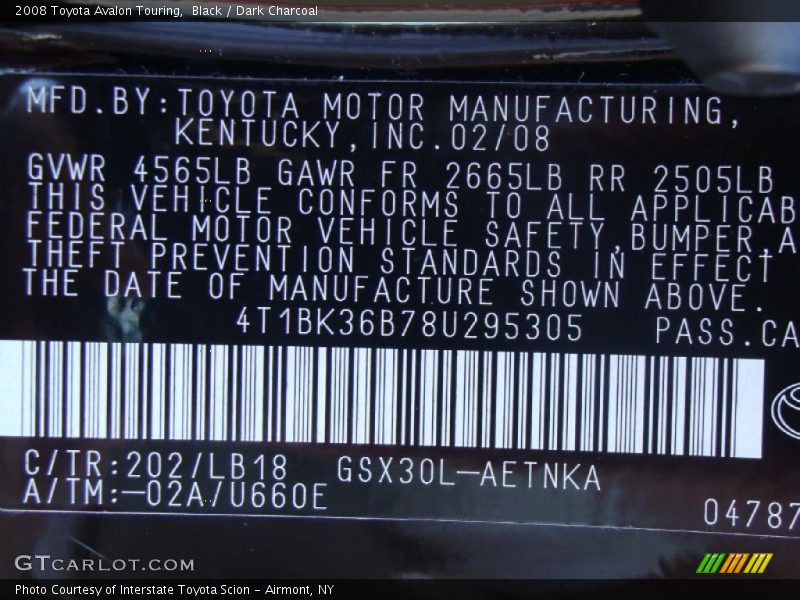 2008 Toyota Avalon Touring, Black / Dark Charcoal
MFD.BY:TOYOTA MOTOR MANUFACTURING,
KENTUCKY,INC.02/08
GVWR 4565LB GAWR FR 2665LB RR 2505LB
THIS VEHICLE CONFORMS TO ALL APPLICAB
FEDERAL MOTOR VEHICLE SAFETY,BUMPER,A
THEFT PREVENTION STANDARDS IN EFFECT
THE DATE OF MANUFACTURE SHOWN ABOVE.
4T1BK36B78U295305 PASS.CA
C/TR:202/LB18 GSX30L-AETNKA
A/TM:-02A/U660E
04787
GTCARLOT.COM
Photo Courtesy of Interstate Toyota Scion - Airmont, NY